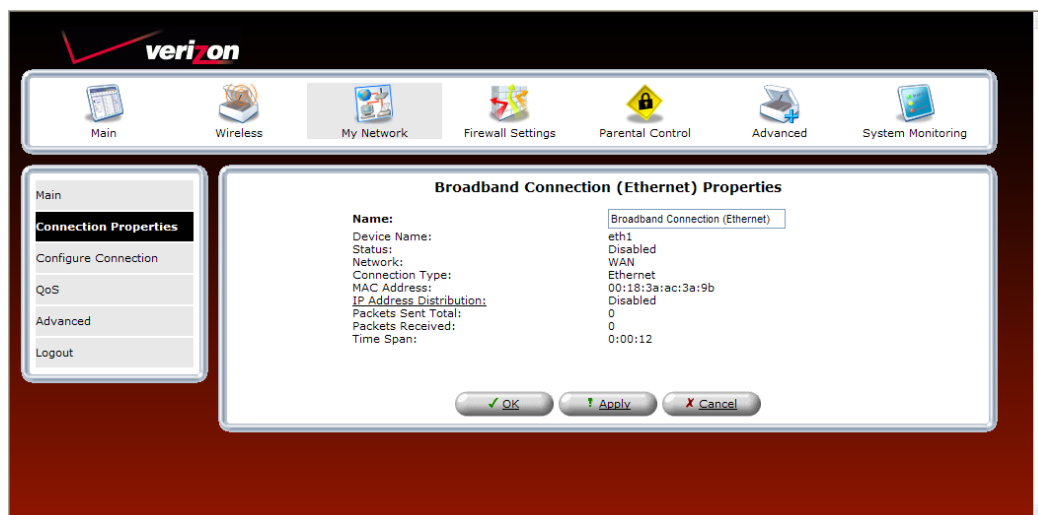 verizon
Main Wireless My Network Firewall Settings Parental Control Advanced System Monitoring
Main
Connection Properties
Configure Connection
QoS
Advanced
Logout
Broadband Connection (Ethernet) Properties
Name: Broadband Connection (Ethernet)
Device Name: eth1
Status: Disabled
Network: WAN
Connection Type: Ethernet
MAC Address: 00:18:3a:ac:3a:9b
IP Address Distribution: Disabled
Packets Sent Total: 0
Packets Received: 0
Time Span: 0:00:12
✓ OK ! Apply X Cancel